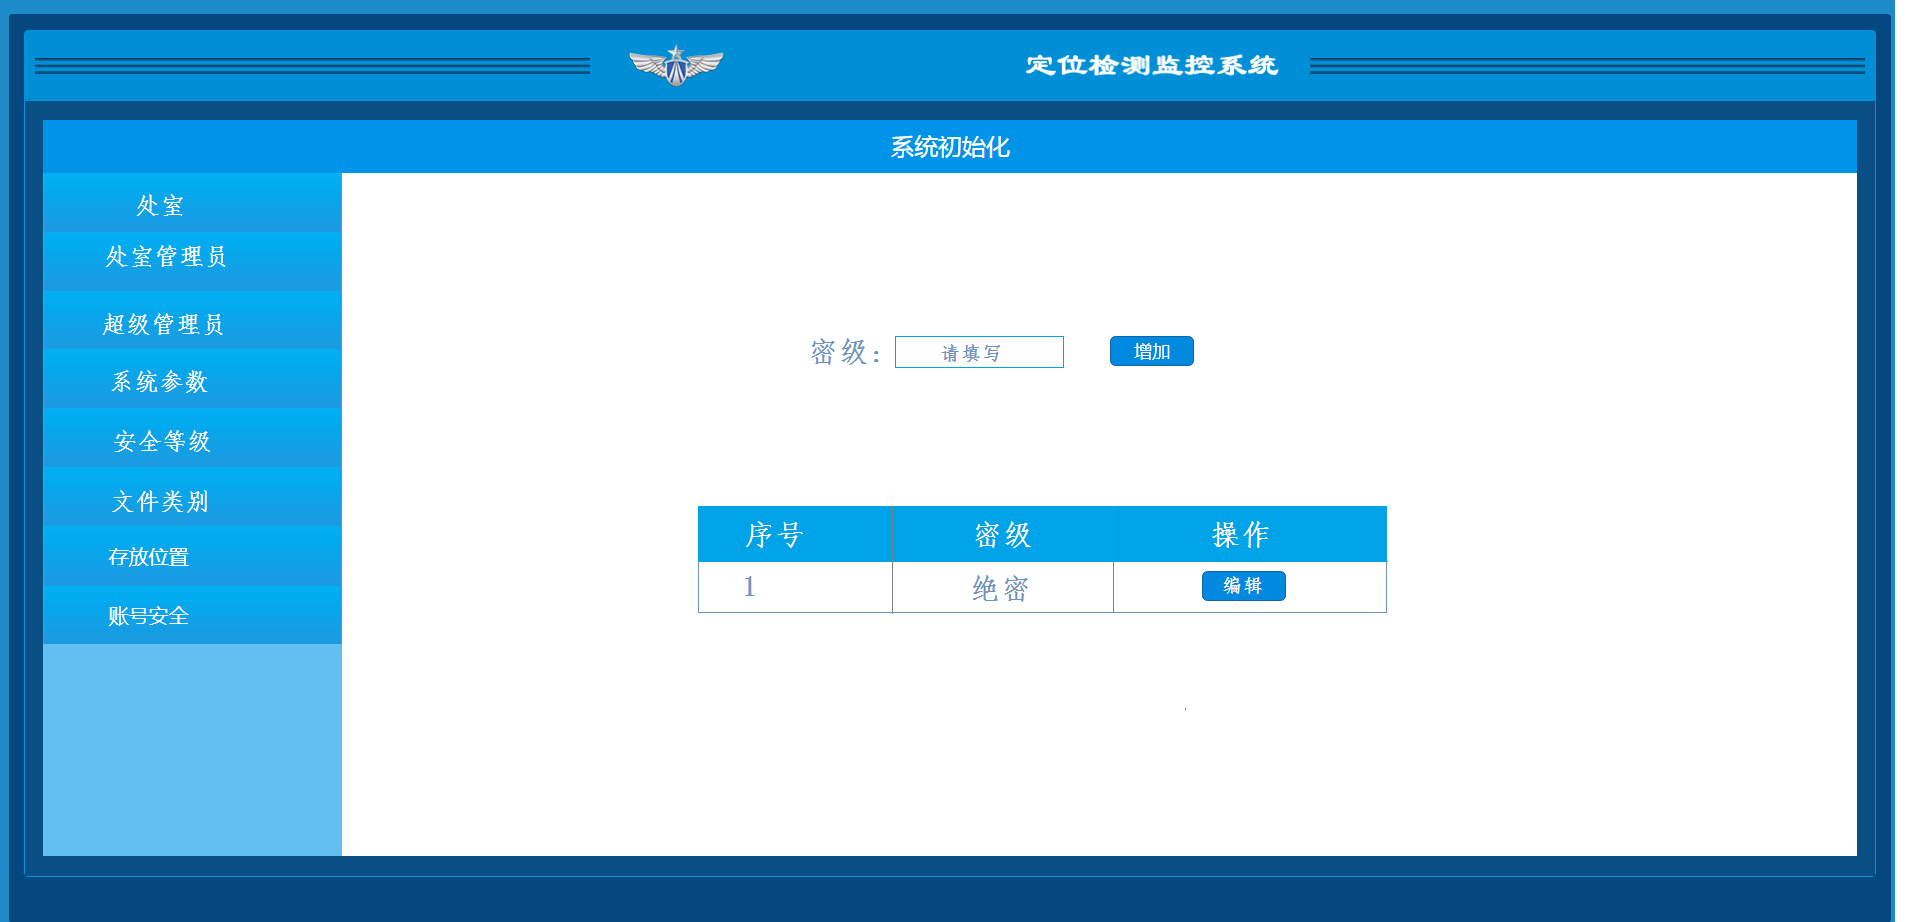 定位检测监控系统
系统初始化
处室
处室管理员
超级管理员
系统参数
安全等级
文件类别
存放位置
账号安全
密级: 请填写 增加
序号 密级 操作
1 绝密 编辑